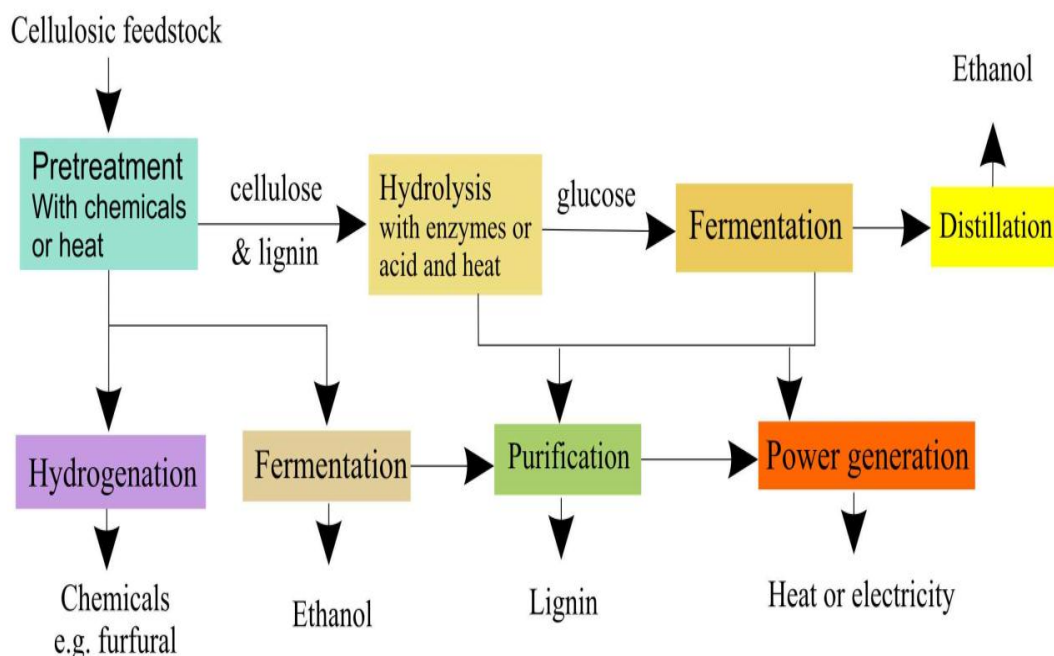 Cellulosic feedstock
Ethanol
Pretreatment
With chemicals
or heat
cellulose
& lignin
Hydrolysis
with enzymes or
acid and heat
glucose
Fermentation
Distillation
Hydrogenation
Fermentation
Purification
Power generation
Chemicals
e.g. furfural
Ethanol
Lignin
Heat or electricity